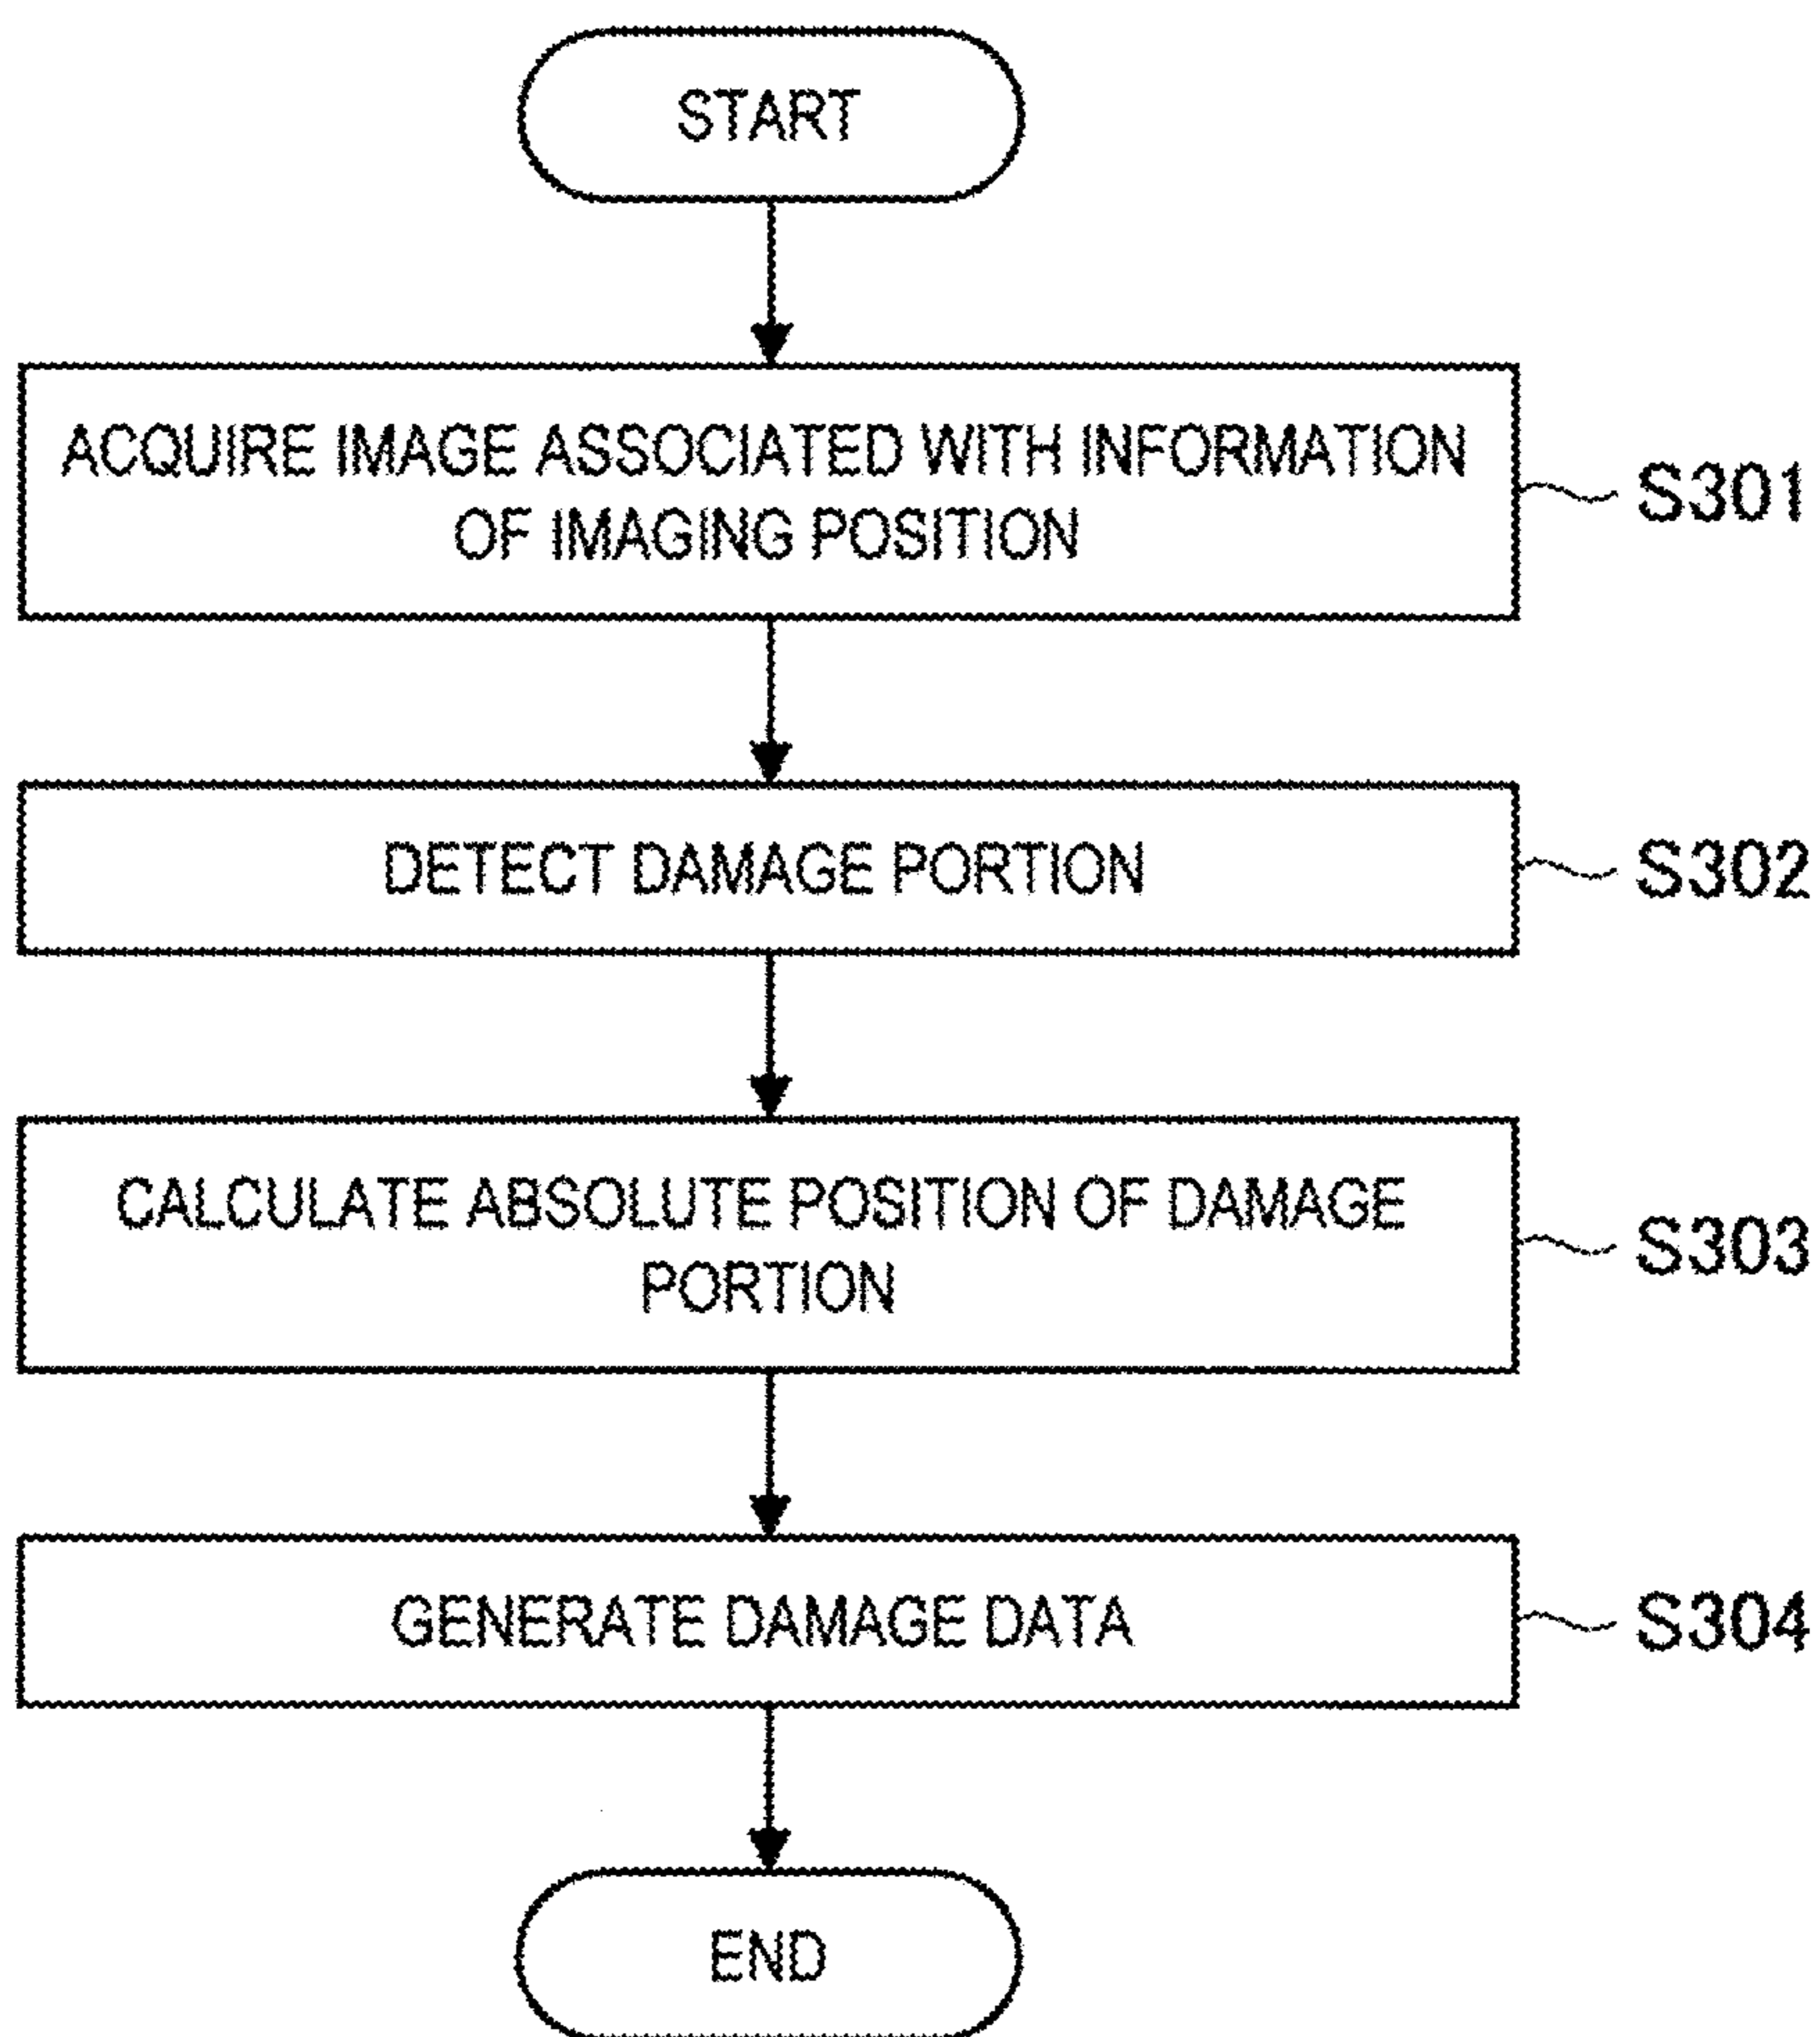 START
ACQUIRE IMAGE ASSOCIATED WITH INFORMATION
OF IMAGING POSITION
S301
DETECT DAMAGE PORTION
S302
CALCULATE ABSOLUTE POSITION OF DAMAGE
PORTION
S303
GENERATE DAMAGE DATA
S304
END